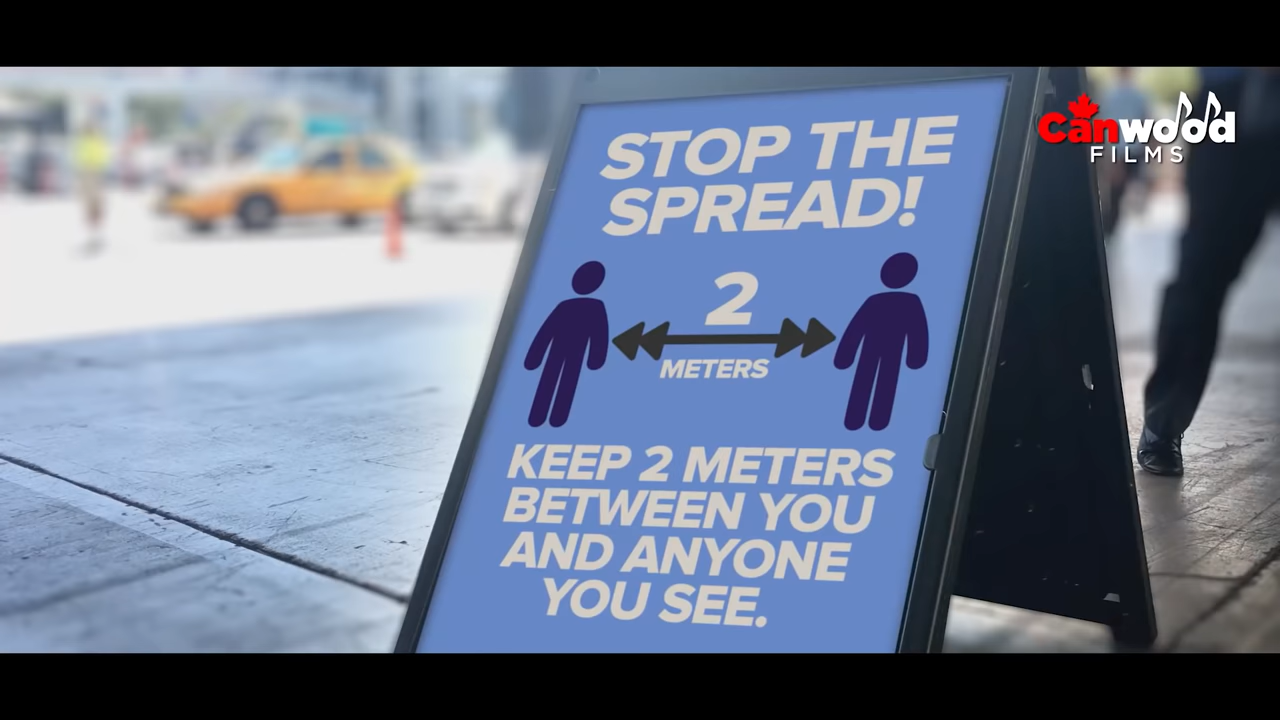 Canwood
FILMS
STOP THE
SPREAD!
2
METERS
KEEP 2 METERS
BETWEEN YOU
AND ANYONE
YOU SEE.